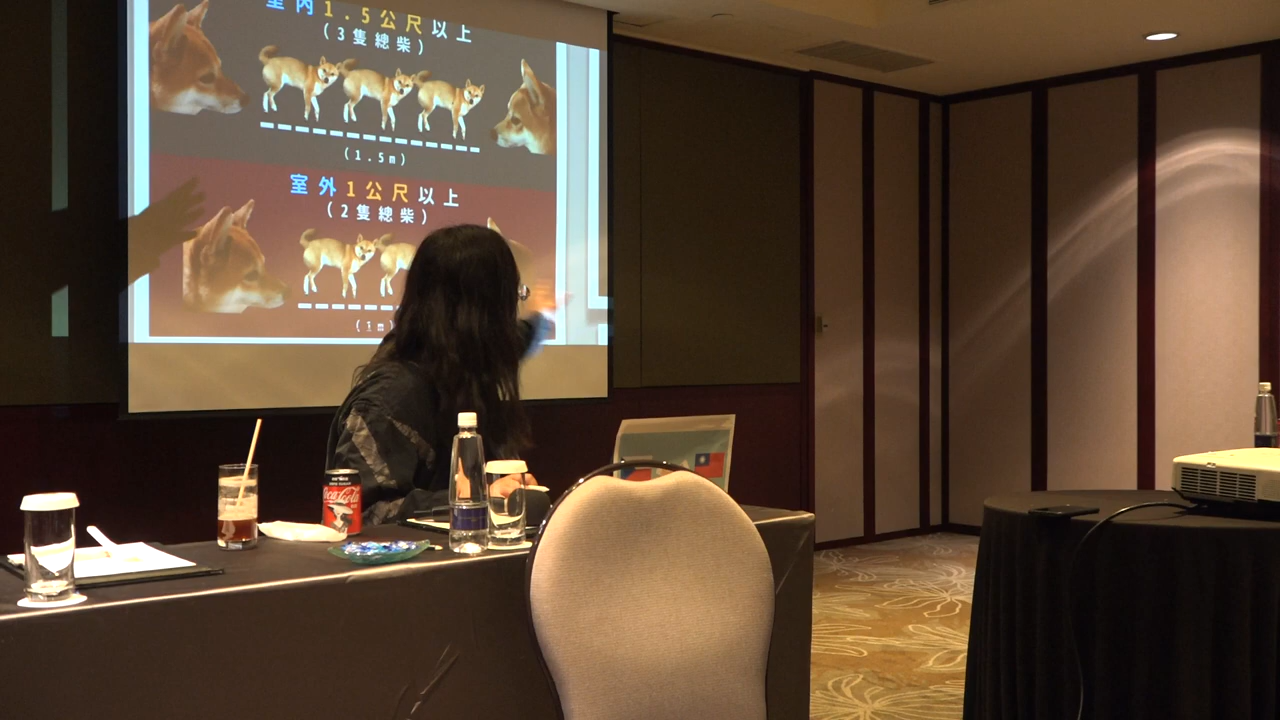 室內1.5公尺以上
(3隻總柴)
(1.5m)
室外1公尺以上
(2隻總柴)
(1m)
Coca-Cola